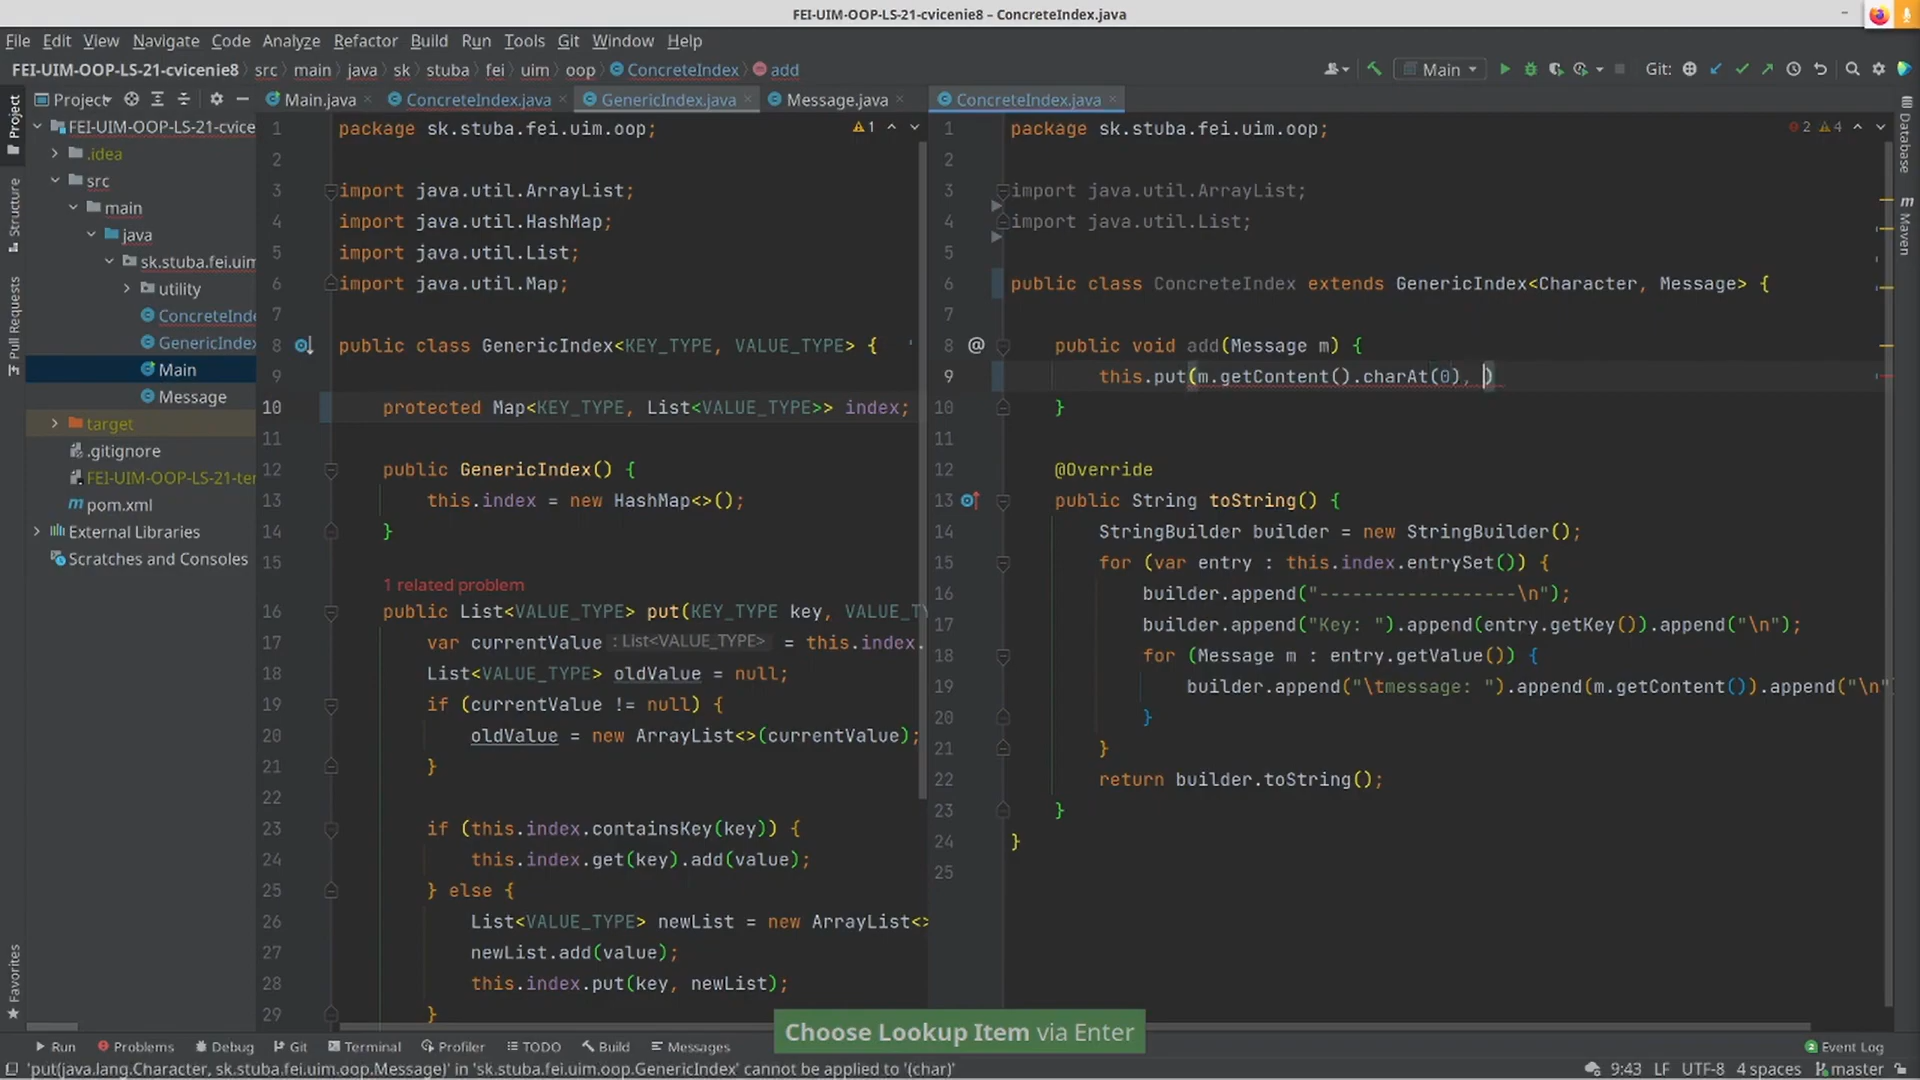 FEI-UIM-OOP-LS-21-cvicenie8 – ConcreteIndex.java
File Edit View Navigate Code Analyze Refactor Build Run Tools Git Window Help
FEI-UIM-OOP-LS-21-cvicenie8 src main java sk stuba fei uim oop ConcreteIndex add
Main Git:
Project Main.java ConcreteIndex.java GenericIndex.java Message.java ConcreteIndex.java
Project
Structure
Pull Requests
Favorites
FEI-UIM-OOP-LS-21-cvice
.idea
src
main
java
sk.stuba.fei.uim
utility
ConcreteInde
GenericIndex
Main
Message
target
.gitignore
FEI-UIM-OOP-LS-21-te
pom.xml
External Libraries
Scratches and Consoles
1 package sk.stuba.fei.uim.oop;
1
2
3 import java.util.ArrayList;
4 import java.util.HashMap;
5 import java.util.List;
6 import java.util.Map;
7
8 public class GenericIndex<KEY_TYPE, VALUE_TYPE> {
9
10 protected Map<KEY_TYPE, List<VALUE_TYPE>> index;
11
12 public GenericIndex() {
13 this.index = new HashMap<>();
14 }
15
1 related problem
16 public List<VALUE_TYPE> put(KEY_TYPE key, VALUE_T
17 var currentValue : List<VALUE_TYPE> = this.index.
18 List<VALUE_TYPE> oldValue = null;
19 if (currentValue != null) {
20 oldValue = new ArrayList<>(currentValue);
21 }
22
23 if (this.index.containsKey(key)) {
24 this.index.get(key).add(value);
25 } else {
26 List<VALUE_TYPE> newList = new ArrayList<>
27 newList.add(value);
28 this.index.put(key, newList);
29 }
1 package sk.stuba.fei.uim.oop;
2 4
2
3 import java.util.ArrayList;
4 import java.util.List;
5
6 public class ConcreteIndex extends GenericIndex<Character, Message> {
7
8 @ public void add(Message m) {
9 this.put(m.getContent().charAt(0), )
10 }
11
12 @Override
13 public String toString() {
14 StringBuilder builder = new StringBuilder();
15 for (var entry : this.index.entrySet()) {
16 builder.append("------------------\n");
17 builder.append("Key: ").append(entry.getKey()).append("\n");
18 for (Message m : entry.getValue()) {
19 builder.append("\tmessage: ").append(m.getContent()).append("\n"
20 }
21 }
22 return builder.toString();
23 }
24 }
25
Database
Maven
Choose Lookup Item via Enter
Run Problems Debug Git Terminal Profiler TODO Build Messages 2 Event Log
'put(java.lang.Character, sk.stuba.fei.uim.oop.Message)' in 'sk.stuba.fei.uim.oop.GenericIndex' cannot be applied to '(char)' 9:43 LF UTF-8 4 spaces master